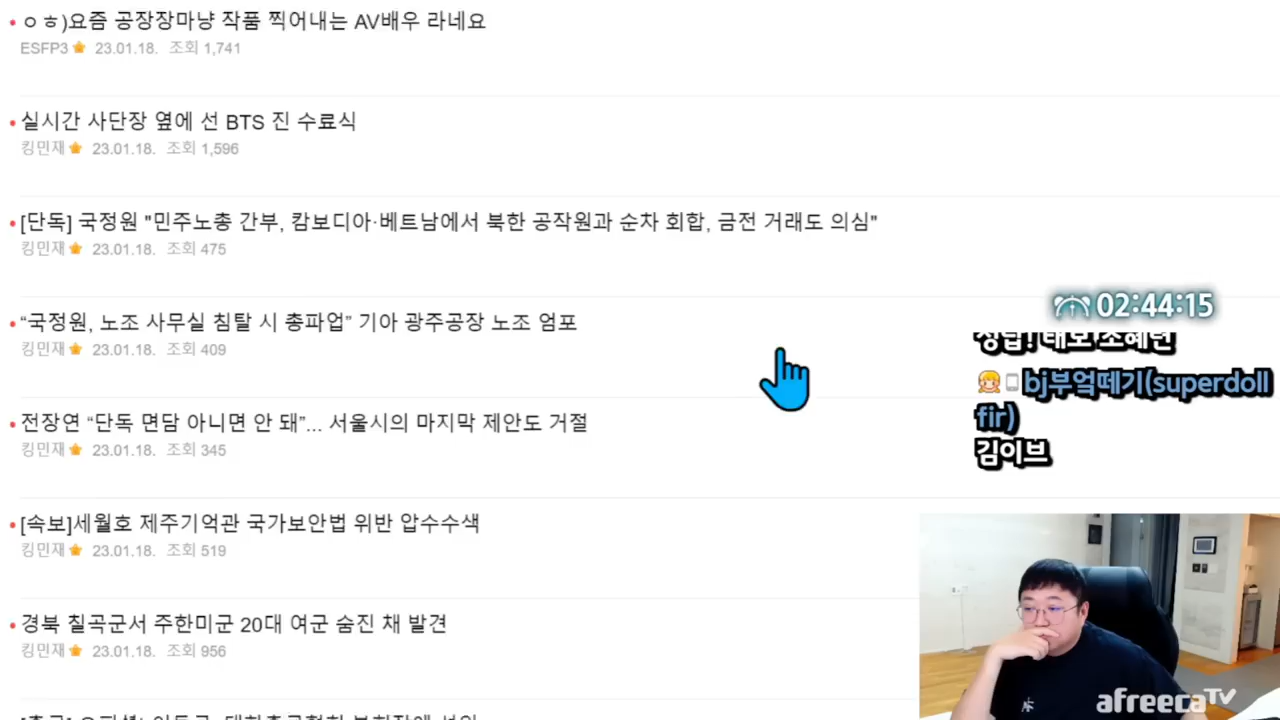 ㅇㅎ)요즘 공장장마냥 작품 찍어내는 AV배우 라네요
ESFP3 23.01.18. 조회 1,741
실시간 사단장 옆에 선 BTS 진 수료식
킹민재 23.01.18. 조회 1,596
[단독] 국정원 "민주노총 간부, 캄보디아·베트남에서 북한 공작원과 순차 회합, 금전 거래도 의심"
킹민재 23.01.18. 조회 475
“국정원, 노조 사무실 침탈 시 총파업” 기아 광주공장 노조 엄포
킹민재 23.01.18. 조회 409
02:44:15
bj부엌떼기(superdoll
fir)
김이브
전장연 “단독 면담 아니면 안 돼”... 서울시의 마지막 제안도 거절
킹민재 23.01.18. 조회 345
[속보]세월호 제주기억관 국가보안법 위반 압수수색
킹민재 23.01.18. 조회 519
경북 칠곡군서 주한미군 20대 여군 숨진 채 발견
킹민재 23.01.18. 조회 956
afreecaTV